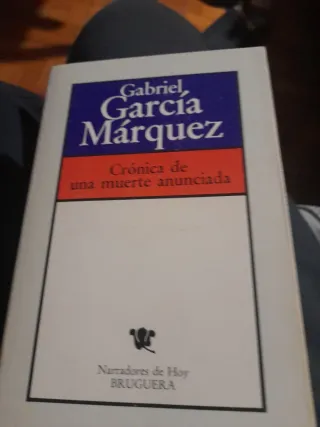 Gabriel
García
Márquez
Crónica de
una muerte anunciada
Narradores de Hoy
BRUGUERA